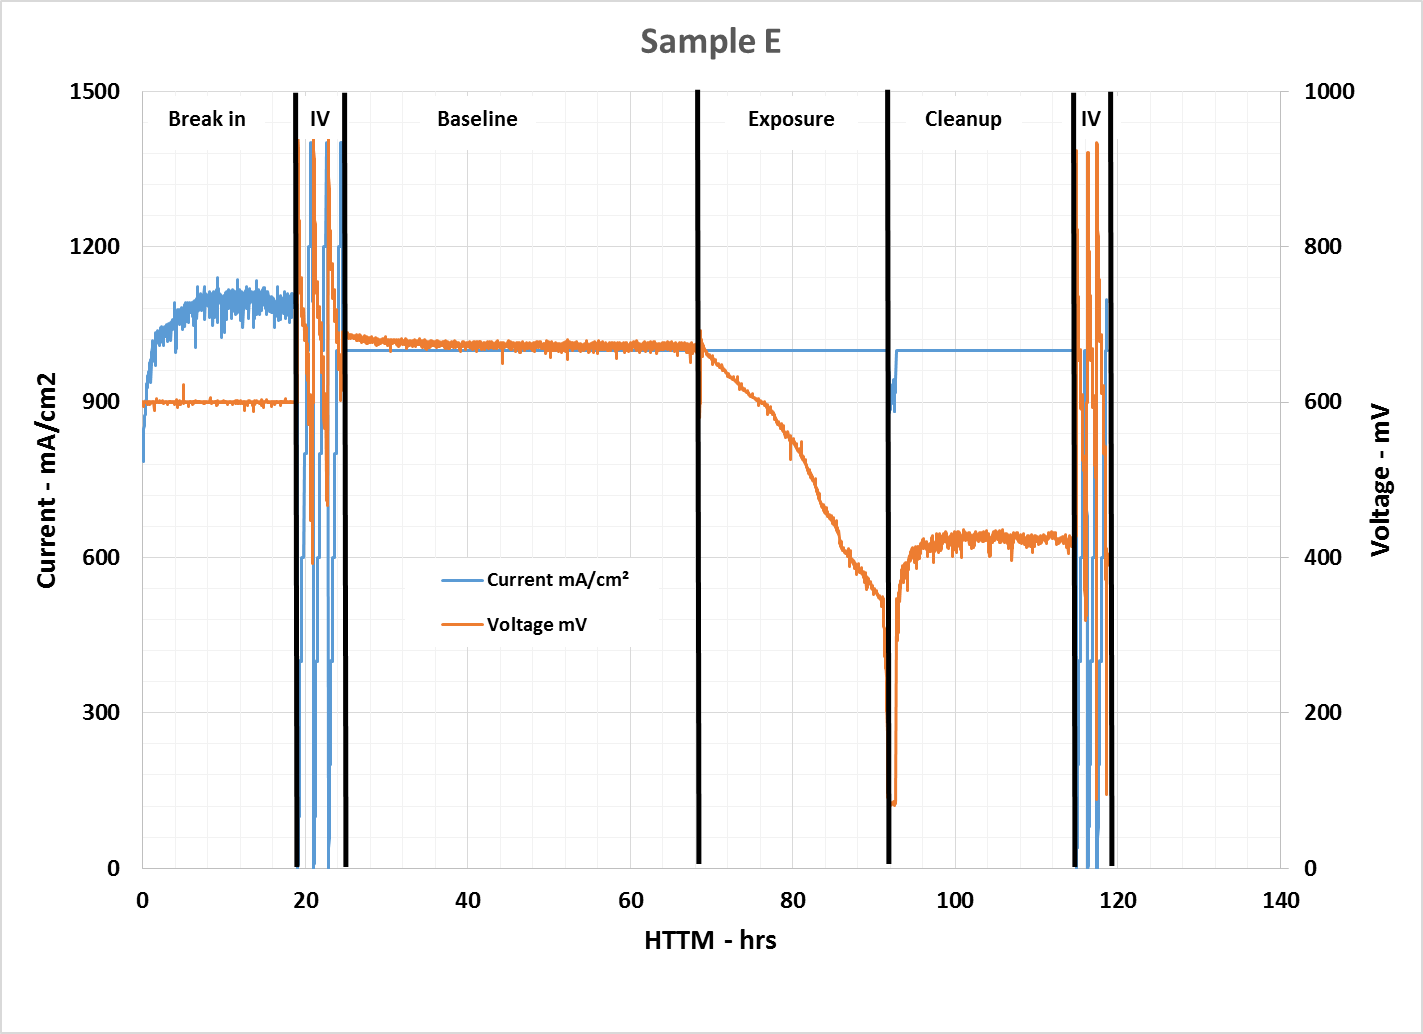 Sample E
1500
1200
900
600
300
0
Current - mA/cm2
Break in
IV
Baseline
Exposure
Cleanup
IV
Current mA/cm²
Voltage mV
1000
800
600
400
200
0
Voltage - mV
0 20 40 60 80 100 120 140
HTTM - hrs